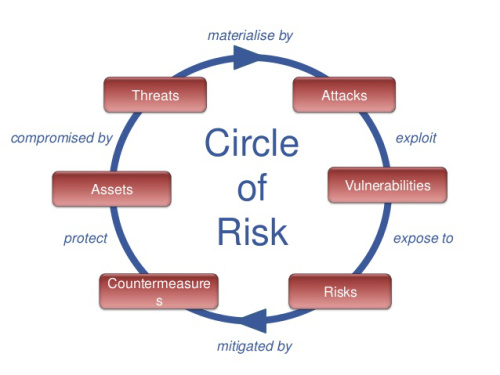 materialise by
Threats
Attacks
compromised by
exploit
Circle
of
Risk
Assets
Vulnerabilities
protect
expose to
Countermeasure
s
Risks
mitigated by